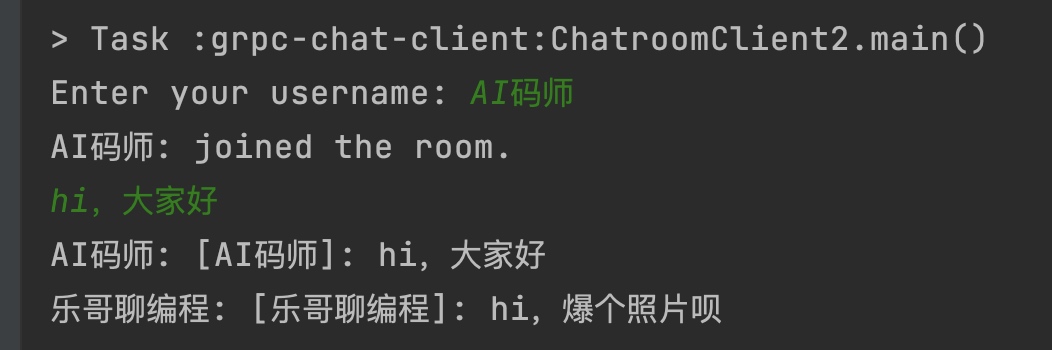 > Task :grpc-chat-client:ChatroomClient2.main()
Enter your username: AI码师
AI码师: joined the room.
hi，大家好
AI码师: [AI码师]: hi，大家好
乐哥聊编程: [乐哥聊编程]: hi，爆个照片呗